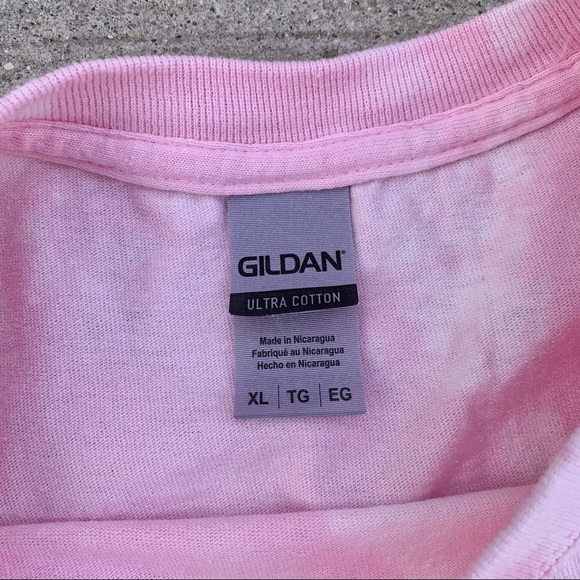 GILDAN®
ULTRA COTTON
Made in Nicaragua
Fabriqué au Nicaragua
Hecho en Nicaragua
XL | TG | EG